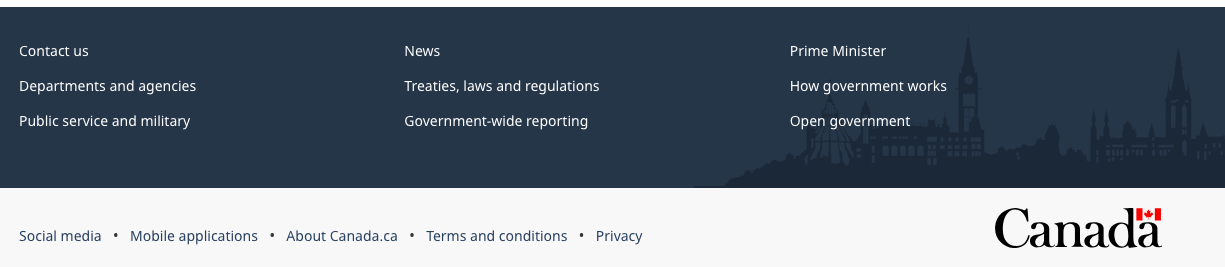 Contact us
News
Prime Minister
Departments and agencies
Treaties, laws and regulations
How government works
Public service and military
Government-wide reporting
Open government
Social media • Mobile applications • About Canada.ca • Terms and conditions • Privacy
Canada